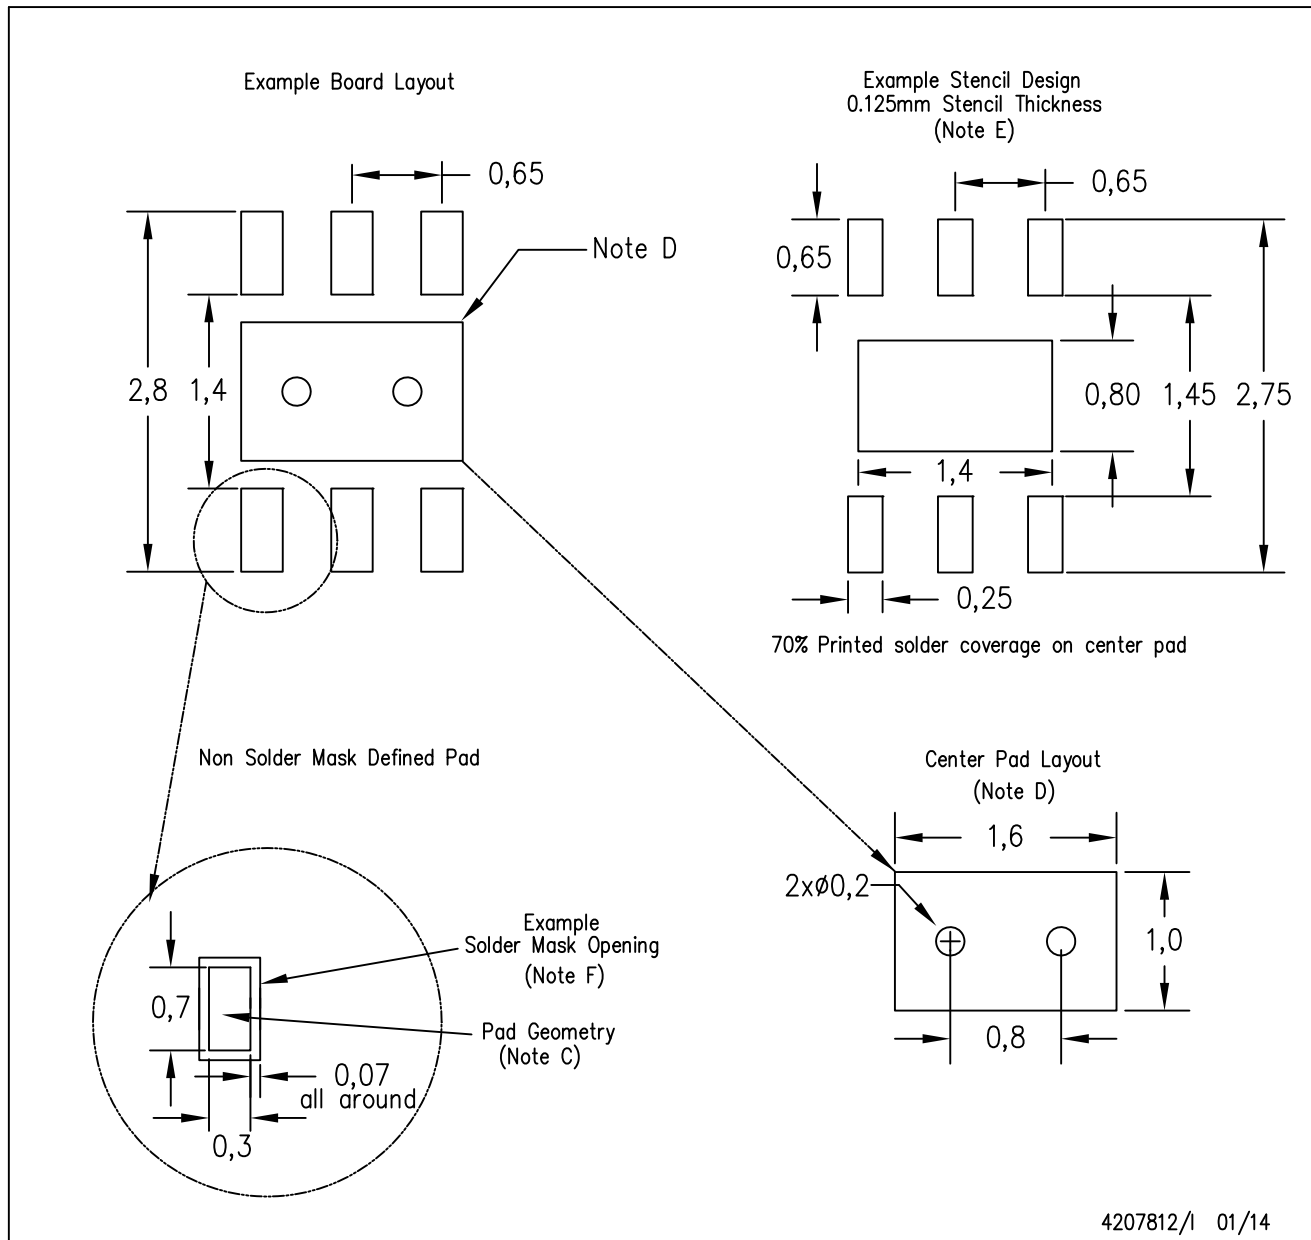 Example Board Layout
0,65
Note D
2,8
1,4
Example Stencil Design
0.125mm Stencil Thickness
(Note E)
0,65
0,65
0,80
1,45
2,75
1,4
0,25
70% Printed solder coverage on center pad
Non Solder Mask Defined Pad
Example
Solder Mask Opening
(Note F)
0,7
Pad Geometry
(Note C)
0,07
all around
0,3
Center Pad Layout
(Note D)
1,6
2xø0,2
1,0
0,8
4207812/I 01/14